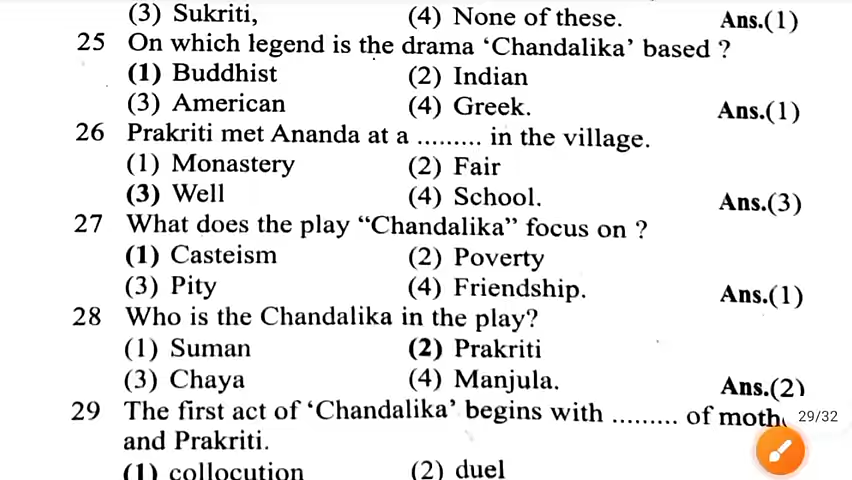 (3) Sukriti, (4) None of these. Ans.(1)
25 On which legend is the drama ‘Chandalika’ based ?
(1) Buddhist (2) Indian
(3) American (4) Greek. Ans.(1)
26 Prakriti met Ananda at a ......... in the village.
(1) Monastery (2) Fair
(3) Well (4) School. Ans.(3)
27 What does the play “Chandalika” focus on ?
(1) Casteism (2) Poverty
(3) Pity (4) Friendship. Ans.(1)
28 Who is the Chandalika in the play?
(1) Suman (2) Prakriti
(3) Chaya (4) Manjula. Ans.(2)
29 The first act of ‘Chandalika’ begins with ......... of moth 29/32
and Prakriti.
(1) collocution (2) duel